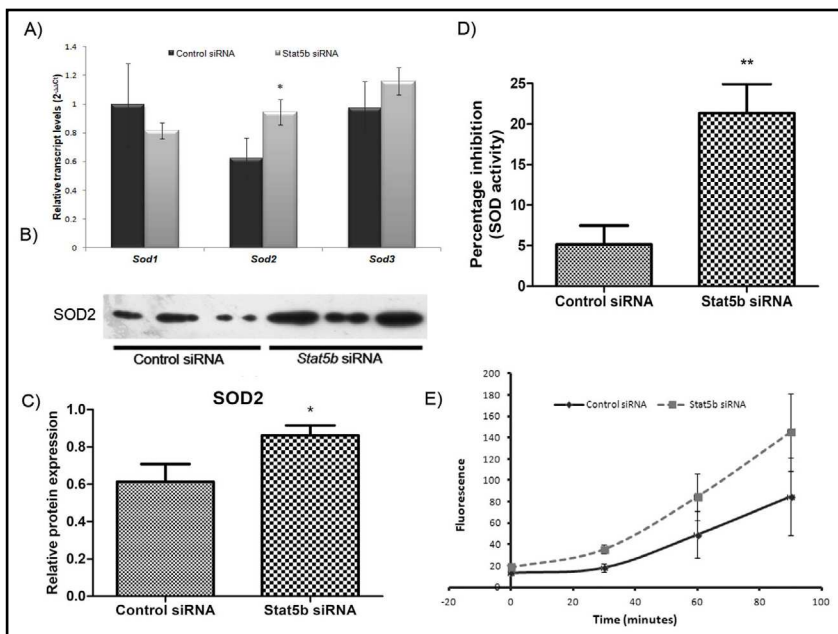 A)
Control siRNA
Stat5b siRNA
Relative transcript levels (2^-ΔΔCt)
1.4
1.2
1
0.8
0.6
0.4
0.2
0
*
Sod1
Sod2
Sod3
B)
SOD2
Control siRNA
Stat5b siRNA
C)
SOD2
Relative protein expression
1.0
0.8
0.6
0.4
0.2
0.0
*
Control siRNA
Stat5b siRNA
D)
Percentage inhibition
(SOD activity)
25
20
15
10
5
0
**
Control siRNA
Stat5b siRNA
E)
Control siRNA
Stat5b siRNA
Fluorescence
200
180
160
140
120
100
80
60
40
20
0
-20
0
20
40
60
80
100
Time (minutes)